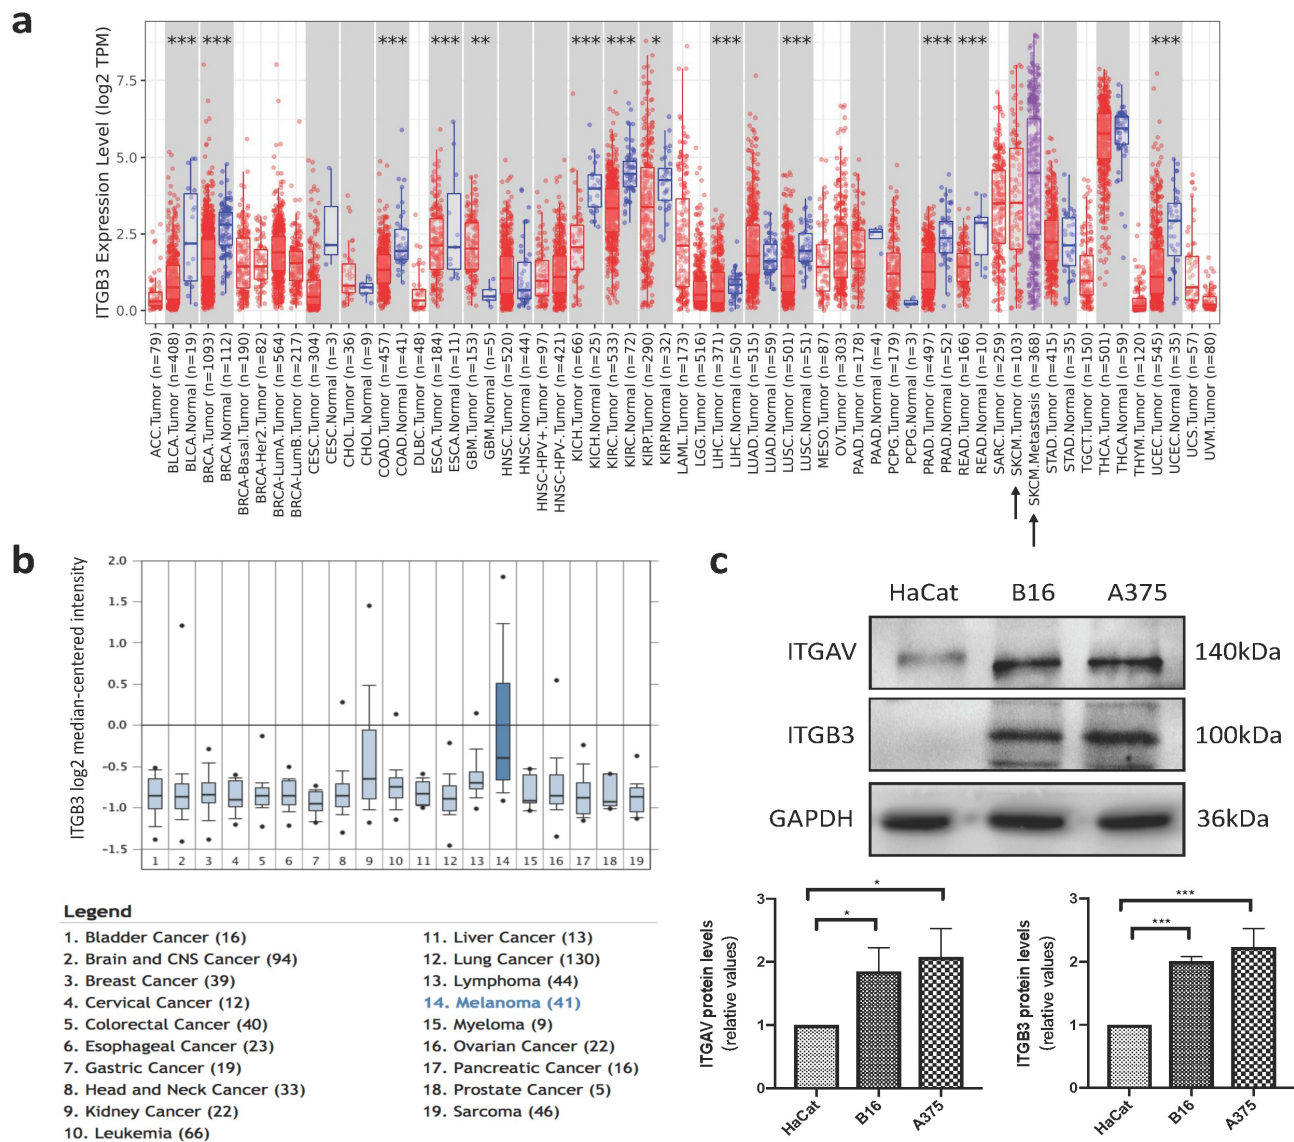 a
ITGB3 Expression Level (log2 TPM)
*** *** *** *** ** *** *** * *** *** *** *** ***
7.5
5.0
2.5
0.0
ACC.Tumor (n=79)
BLCA.Tumor (n=408)
BLCA.Normal (n=19)
BRCA.Tumor (n=1093)
BRCA.Normal (n=112)
BRCA-Basal.Tumor (n=190)
BRCA-Her2.Tumor (n=82)
BRCA-LumA.Tumor (n=564)
BRCA-LumB.Tumor (n=217)
CESC.Tumor (n=304)
CESC.Normal (n=3)
CHOL.Tumor (n=36)
CHOL.Normal (n=9)
COAD.Tumor (n=457)
COAD.Normal (n=41)
DLBC.Tumor (n=48)
ESCA.Tumor (n=184)
ESCA.Normal (n=11)
GBM.Tumor (n=153)
GBM.Normal (n=5)
HNSC.Tumor (n=520)
HNSC.Normal (n=44)
HNSC-HPV+.Tumor (n=97)
HNSC-HPV-.Tumor (n=421)
KICH.Tumor (n=66)
KICH.Normal (n=25)
KIRC.Tumor (n=533)
KIRC.Normal (n=72)
KIRP.Tumor (n=290)
KIRP.Normal (n=32)
LAML.Tumor (n=173)
LGG.Tumor (n=516)
LIHC.Tumor (n=371)
LIHC.Normal (n=50)
LUAD.Tumor (n=515)
LUAD.Normal (n=59)
LUSC.Tumor (n=501)
LUSC.Normal (n=51)
MESO.Tumor (n=87)
OV.Tumor (n=303)
PAAD.Tumor (n=178)
PAAD.Normal (n=4)
PCPG.Tumor (n=179)
PCPG.Normal (n=3)
PRAD.Tumor (n=497)
PRAD.Normal (n=52)
READ.Tumor (n=166)
READ.Normal (n=10)
SARC.Tumor (n=259)
SKCM.Tumor (n=103)
SKCM.Metastasis (n=368)
STAD.Tumor (n=415)
STAD.Normal (n=35)
TGCT.Tumor (n=150)
THCA.Tumor (n=501)
THCA.Normal (n=59)
THYM.Tumor (n=120)
UCEC.Tumor (n=545)
UCEC.Normal (n=35)
UCS.Tumor (n=57)
UVM.Tumor (n=80)
b
ITGB3 log2 median-centered intensity
2.0
1.5
1.0
0.5
0.0
-0.5
-1.0
-1.5
1 2 3 4 5 6 7 8 9 10 11 12 13 14 15 16 17 18 19
Legend
1. Bladder Cancer (16)
2. Brain and CNS Cancer (94)
3. Breast Cancer (39)
4. Cervical Cancer (12)
5. Colorectal Cancer (40)
6. Esophageal Cancer (23)
7. Gastric Cancer (19)
8. Head and Neck Cancer (33)
9. Kidney Cancer (22)
10. Leukemia (66)
11. Liver Cancer (13)
12. Lung Cancer (130)
13. Lymphoma (44)
14. Melanoma (41)
15. Myeloma (9)
16. Ovarian Cancer (22)
17. Pancreatic Cancer (16)
18. Prostate Cancer (5)
19. Sarcoma (46)
c
HaCat B16 A375
ITGAV 140kDa
ITGB3 100kDa
GAPDH 36kDa
ITGAV protein levels
(relative values)
3
2
1
0
*
*
HaCat
B16
A375
ITGB3 protein levels
(relative values)
3
2
1
0
***
***
HaCat
B16
A375